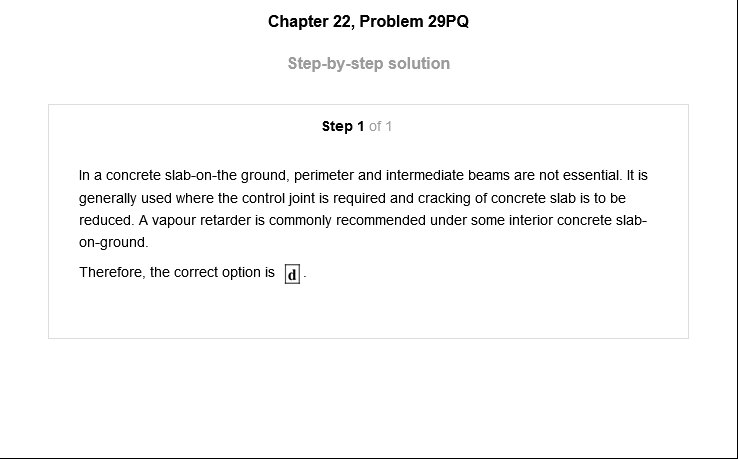 Chapter 22, Problem 29PQ
Step-by-step solution
Step 1 of 1
In a concrete slab-on-the ground, perimeter and intermediate beams are not essential. It is
generally used where the control joint is required and cracking of concrete slab is to be
reduced. A vapour retarder is commonly recommended under some interior concrete slab-
on-ground.
Therefore, the correct option is d.